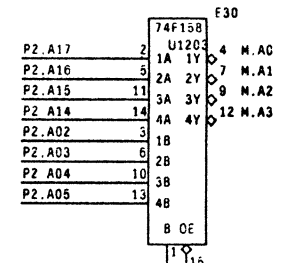 E30
74F158
U1203
P2.A17 2 1A 1Y 4 M.A0
P2.A16 5 2A 2Y 7 M.A1
P2.A15 11 3A 3Y 9 M.A2
P2 A14 14 4A 4Y 12 M.A3
P2.A02 3 1B
P2.A03 6 2B
P2 A04 10 3B
P2.A05 13 4B
B OE
1